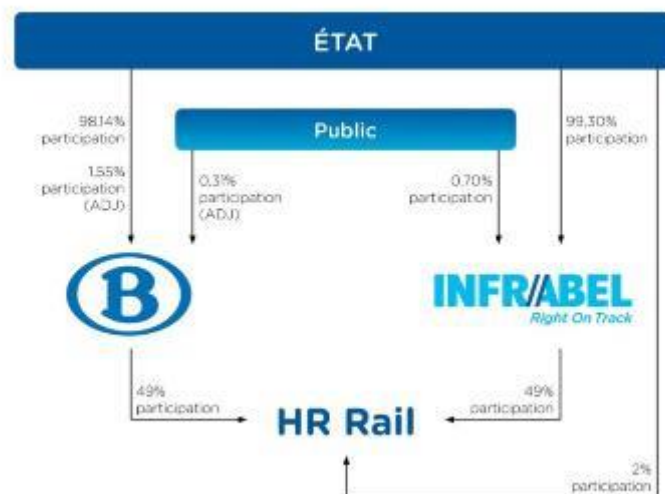 ÉTAT
98,14%
participation
1,55%
participation
(ADJ)
Public
99,30%
participation
0,31%
participation
(ADJ)
0,70%
participation
B
INFRABEL
Right On Track
49%
participation
HR Rail
49%
participation
2%
participation